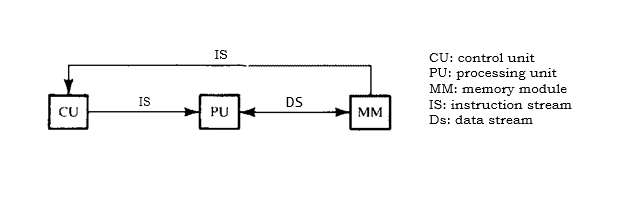 IS
CU
IS
PU
DS
MM
CU: control unit
PU: processing unit
MM: memory module
IS: instruction stream
Ds: data stream